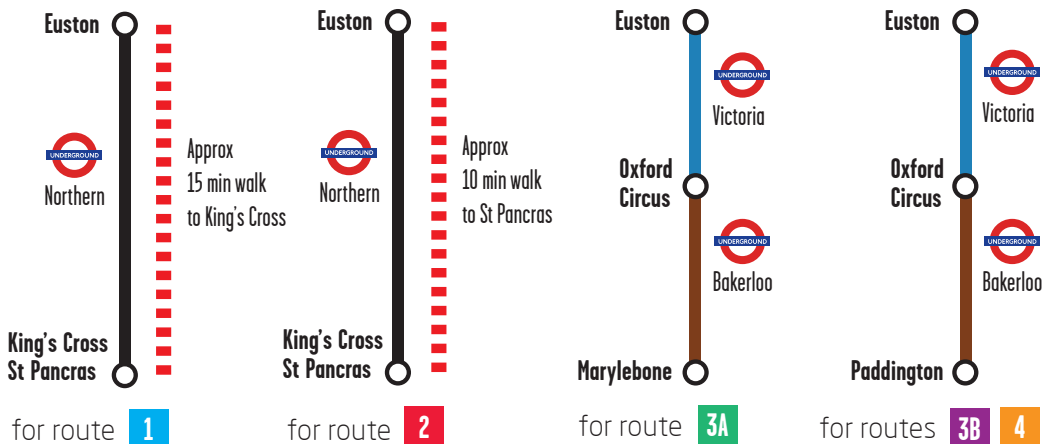 Euston
UNDERGROUND
Northern
Approx
15 min walk
to King's Cross
King's Cross
St Pancras
for route 1
Euston
UNDERGROUND
Northern
Approx
10 min walk
to St Pancras
King's Cross
St Pancras
for route 2
Euston
UNDERGROUND
Victoria
Oxford
Circus
UNDERGROUND
Bakerloo
Marylebone
for route 3A
Euston
UNDERGROUND
Victoria
Oxford
Circus
UNDERGROUND
Bakerloo
Paddington
for routes 3B 4